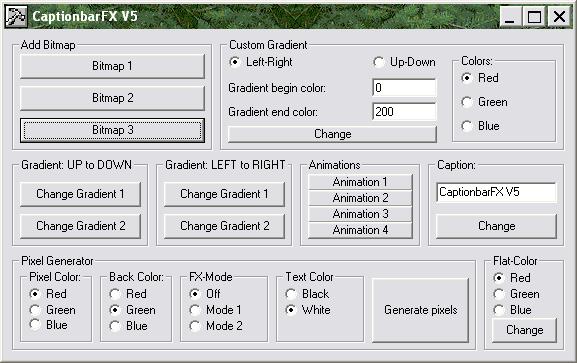 CaptionbarFX V5
Add Bitmap
Bitmap 1
Bitmap 2
Bitmap 3
Custom Gradient
Left-Right
Up-Down
Gradient begin color:
0
Gradient end color:
200
Change
Colors:
Red
Green
Blue
Gradient: UP to DOWN
Change Gradient 1
Change Gradient 2
Gradient: LEFT to RIGHT
Change Gradient 1
Change Gradient 2
Animations
Animation 1
Animation 2
Animation 3
Animation 4
Caption:
CaptionbarFX V5
Change
Pixel Generator
Pixel Color:
Red
Green
Blue
Back Color:
Red
Green
Blue
FX-Mode
Off
Mode 1
Mode 2
Text Color
Black
White
Generate pixels
Flat-Color
Red
Green
Blue
Change